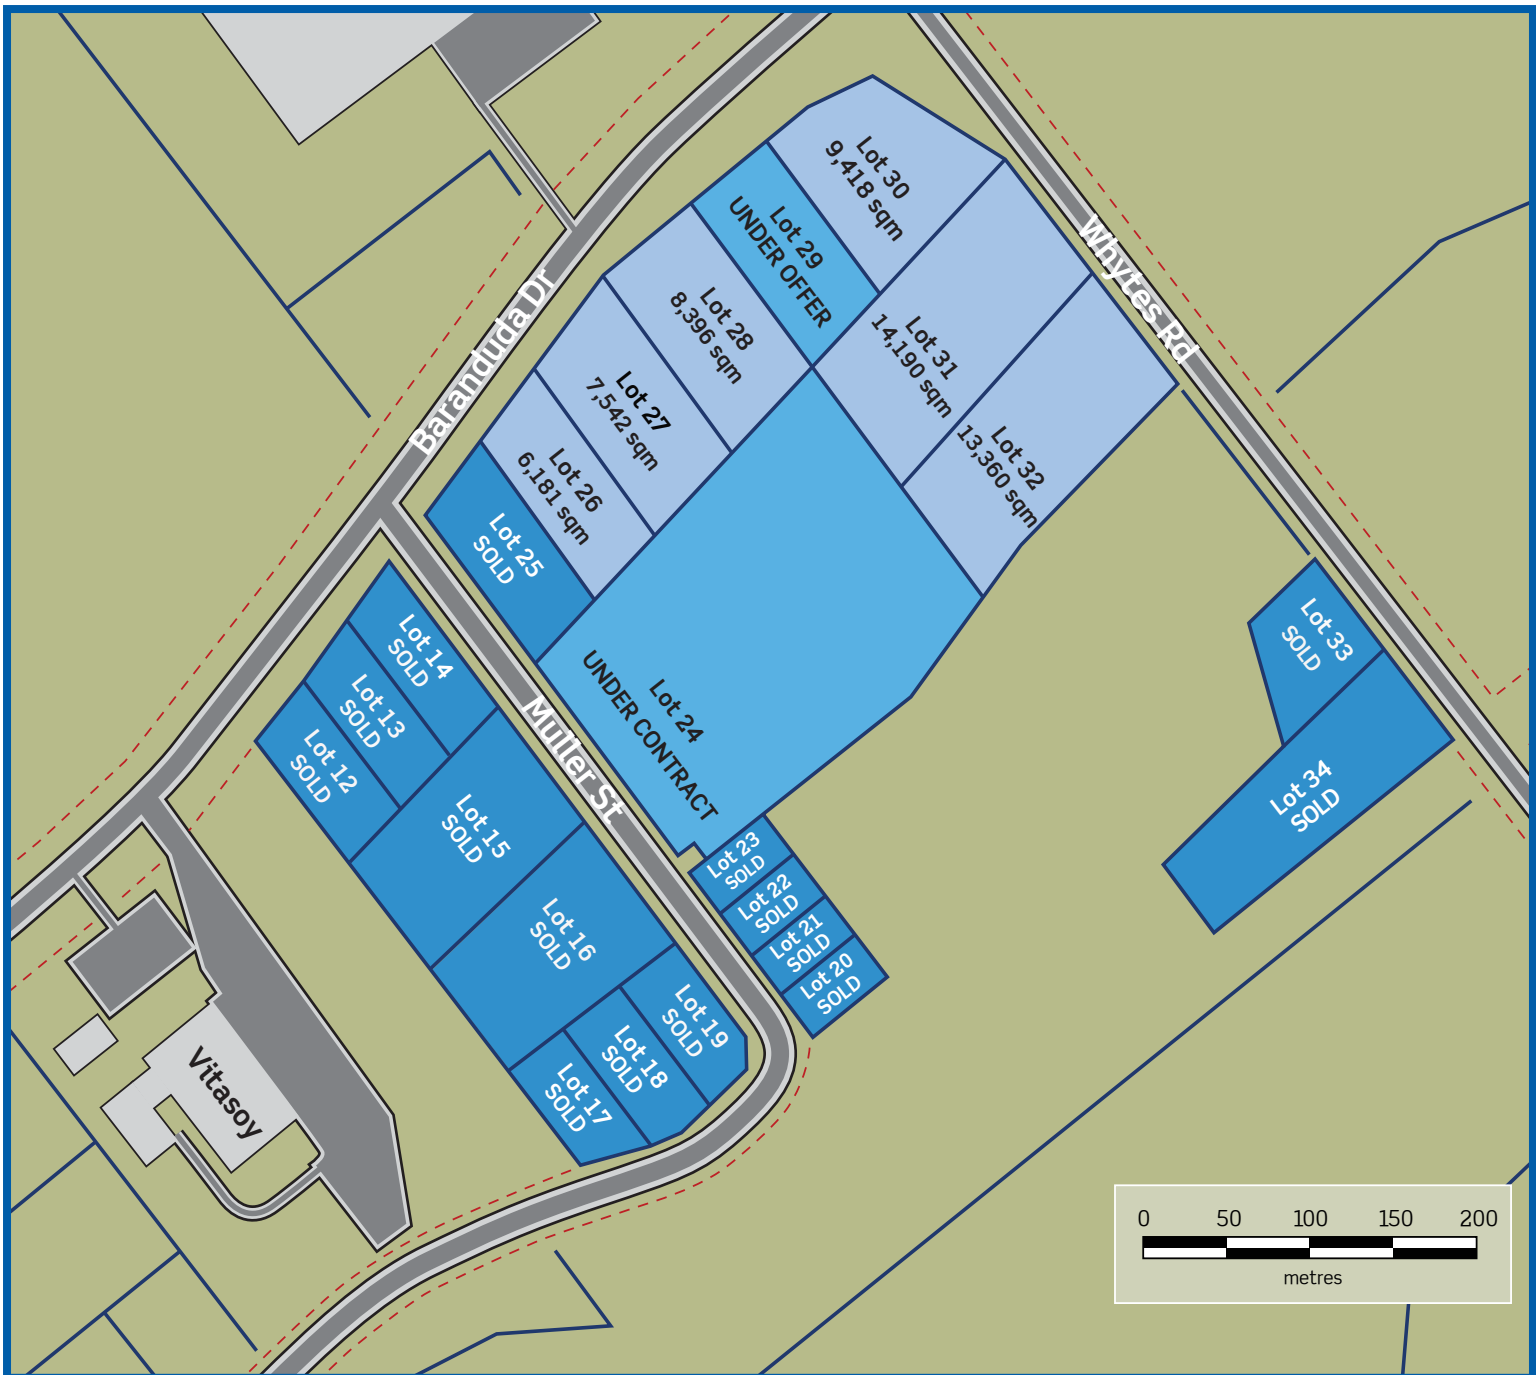 Lot 30
9,418 sqm
Lot 29
UNDER OFFER
Whytes Rd
Baranduda Dr
Lot 28
8,396 sqm
Lot 31
14,190 sqm
Lot 27
7,542 sqm
Lot 32
13,360 sqm
Lot 26
6,181 sqm
Lot 25
SOLD
Lot 14
SOLD
Lot 33
SOLD
Lot 13
SOLD
Lot 24
UNDER CONTRACT
Lot 12
SOLD
Muller St
Lot 34
SOLD
Lot 15
SOLD
Lot 23
SOLD
Lot 22
SOLD
Lot 16
SOLD
Lot 21
SOLD
Lot 20
SOLD
Lot 19
SOLD
Lot 18
SOLD
Lot 17
SOLD
Vitasoy
0 50 100 150 200
metres